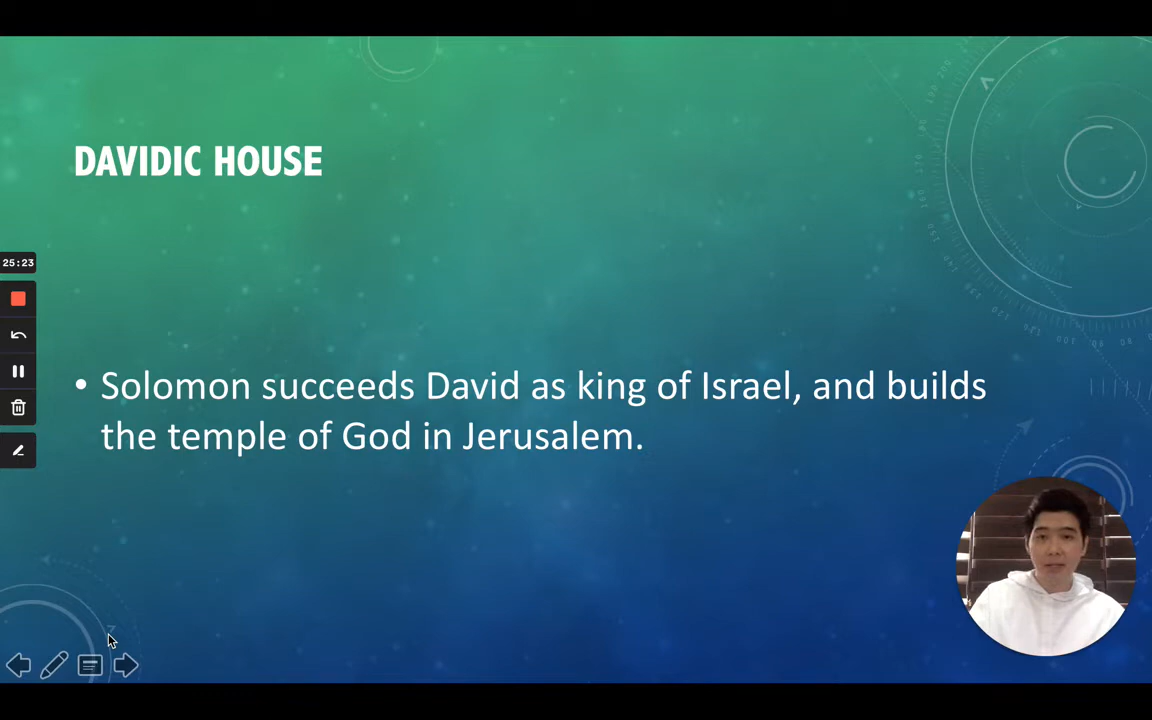 DAVIDIC HOUSE
25:23
• Solomon succeeds David as king of Israel, and builds
the temple of God in Jerusalem.